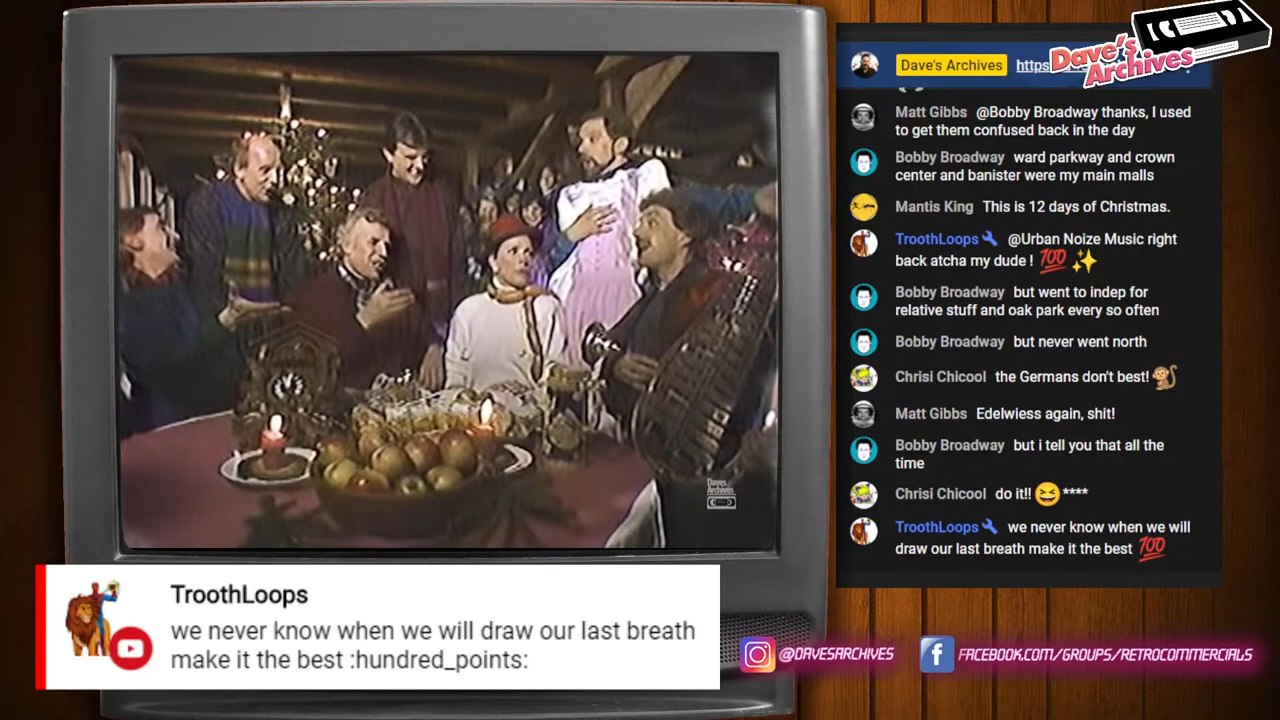 Dave's Archives
Dave's Archives https
Matt Gibbs @Bobby Broadway thanks, I used
to get them confused back in the day
Bobby Broadway ward parkway and crown
center and banister were my main malls
Mantis King This is 12 days of Christmas.
TroothLoops @Urban Noize Music right
back atcha my dude ! 💯 ✨
Bobby Broadway but went to indep for
relative stuff and oak park every so often
Bobby Broadway but never went north
Chrisi Chicool the Germans don't best! 🐒
Matt Gibbs Edelwiess again, shit!
Bobby Broadway but i tell you that all the
time
Chrisi Chicool do it!! 😆 ****
TroothLoops we never know when we will
draw our last breath make it the best 💯
Daves
Archives
TroothLoops
we never know when we will draw our last breath
make it the best :hundred_points:
@DAVESARCHIVES
FACEBOOK.COM/GROUPS/RETROCOMMERCIALS